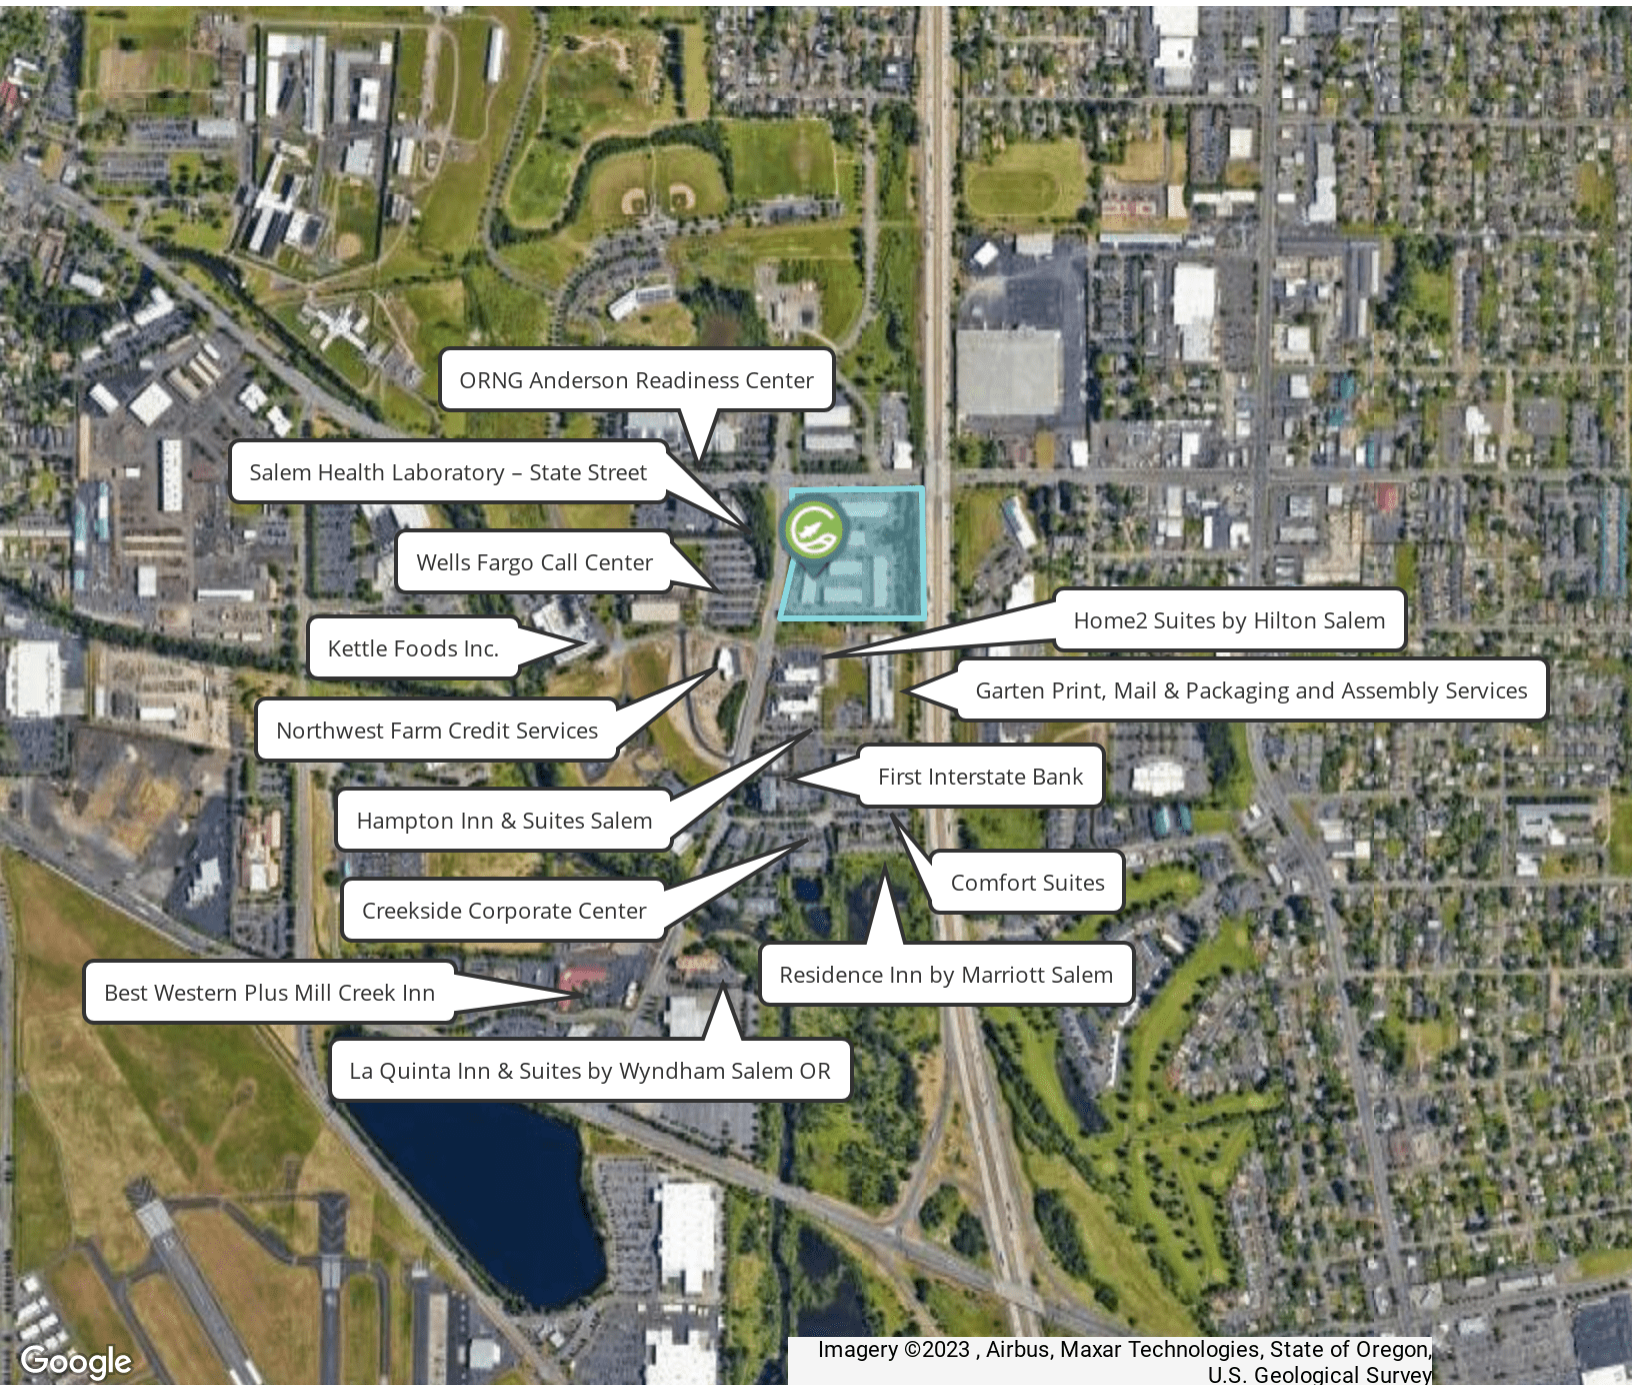 ORNG Anderson Readiness Center
Salem Health Laboratory – State Street
Wells Fargo Call Center
Home2 Suites by Hilton Salem
Kettle Foods Inc.
Garten Print, Mail & Packaging and Assembly Services
Northwest Farm Credit Services
First Interstate Bank
Hampton Inn & Suites Salem
Comfort Suites
Creekside Corporate Center
Residence Inn by Marriott Salem
Best Western Plus Mill Creek Inn
La Quinta Inn & Suites by Wyndham Salem OR
Google
Imagery ©2023 , Airbus, Maxar Technologies, State of Oregon,
U.S. Geological Survey